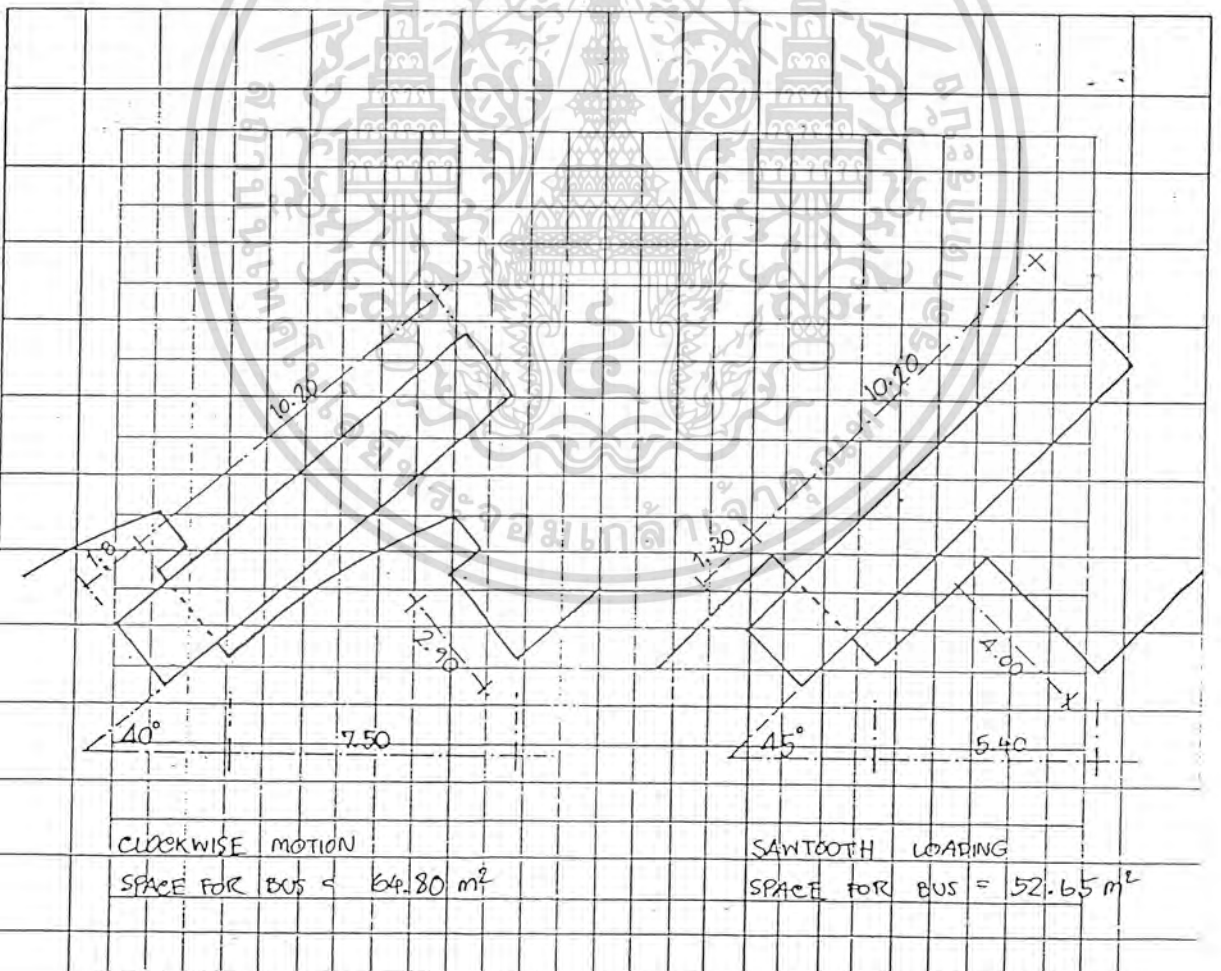 10.20
1.8
2.90
40°
7.50
CLOCKWISE MOTION
SPACE FOR BUS = 64.80 m²
10.20
1.30
4.00
45°
5.40
SAWTOOTH LOADING
SPACE FOR BUS = 52.65 m²